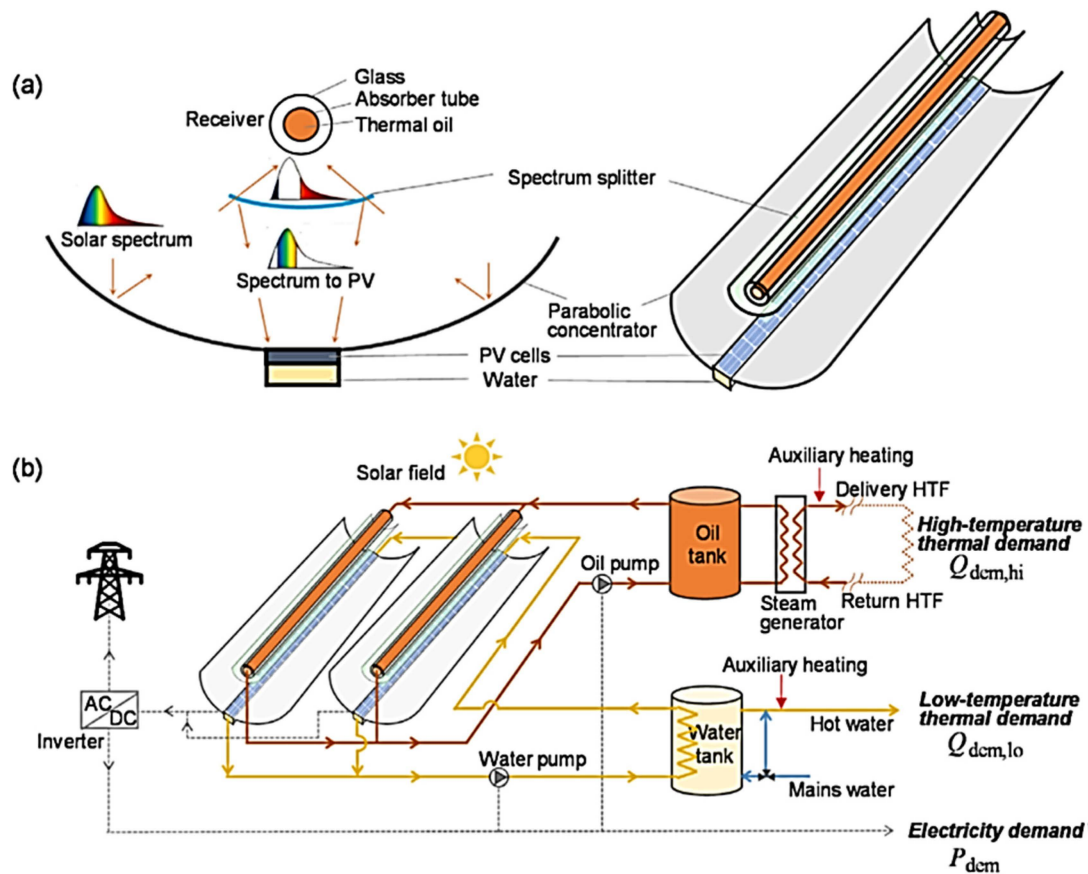 (a)
Glass
Absorber tube
Receiver
Thermal oil
Spectrum splitter
Solar spectrum
Spectrum to PV
Parabolic
concentrator
PV cells
Water
(b)
Solar field
Auxiliary heating
Delivery HTF
High-temperature
thermal demand
Q dem,hi
Oil
tank
Oil pump
Steam
generator
Return HTF
Auxiliary heating
Low-temperature
thermal demand
Q dem,lo
Hot water
Water
tank
AC
DC
Inverter
Water pump
Mains water
Electricity demand
P dem